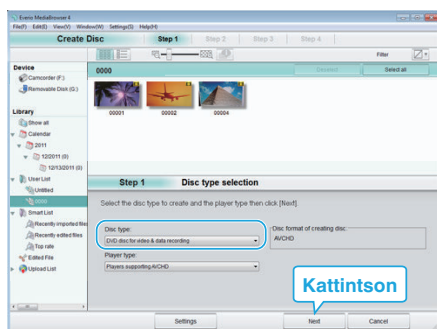 Everio MediaBrowser 4
File(F) Edit(E) View(V) Window(W) Settings(S) Help(H)
Create Disc
Step 1
Step 2
Step 3
Step 4
Filter
Device
Camcorder (F:)
Removable Disk (G:)
0000
Deselect
Select all
00001
00002
00004
Library
Show all
Calendar
2011
12/2011 (0)
12/13/2011 (0)
User List
Untitled
0000
Smart List
Recently imported files
Recently edited files
Top rate
Edited File
Upload List
Step 1
Disc type selection
Select the disc type to create and the player type then click [Next].
Disc type:
DVD disc for video & data recording
Disc format of creating disc
AVCHD
Player type:
Players supporting AVCHD
Kattintson
Settings
Next
Cancel